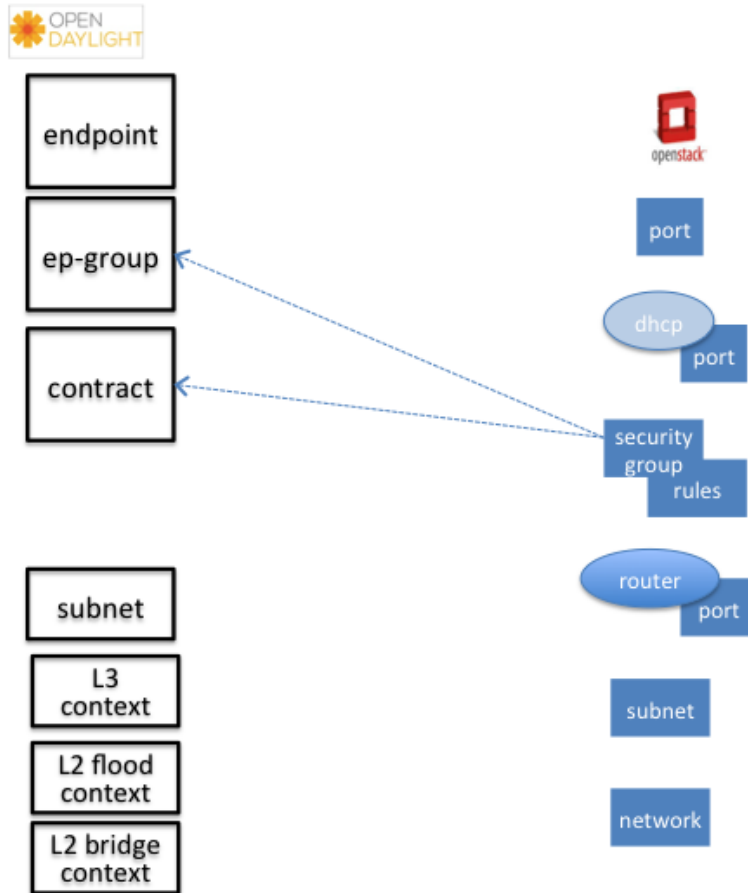 OPEN
DAYLIGHT
endpoint
ep-group
contract
subnet
L3
context
L2 flood
context
L2 bridge
context
openstack
port
dhcp
port
security
group
rules
router
port
subnet
network